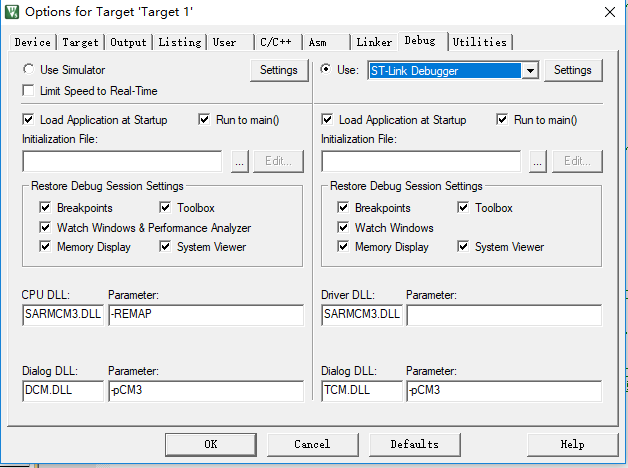 Options for Target 'Target 1'
Device Target Output Listing User C/C++ Asm Linker Debug Utilities
Use Simulator Settings
Limit Speed to Real-Time
Use: ST-Link Debugger Settings
Load Application at Startup Run to main()
Initialization File:
... Edit...
Restore Debug Session Settings
Breakpoints Toolbox
Watch Windows & Performance Analyzer
Memory Display System Viewer
Load Application at Startup Run to main()
Initialization File:
... Edit...
Restore Debug Session Settings
Breakpoints Toolbox
Watch Windows
Memory Display System Viewer
CPU DLL: Parameter:
SARMCM3.DLL -REMAP
Driver DLL: Parameter:
SARMCM3.DLL
Dialog DLL: Parameter:
DCM.DLL -pCM3
Dialog DLL: Parameter:
TCM.DLL -pCM3
OK Cancel Defaults Help